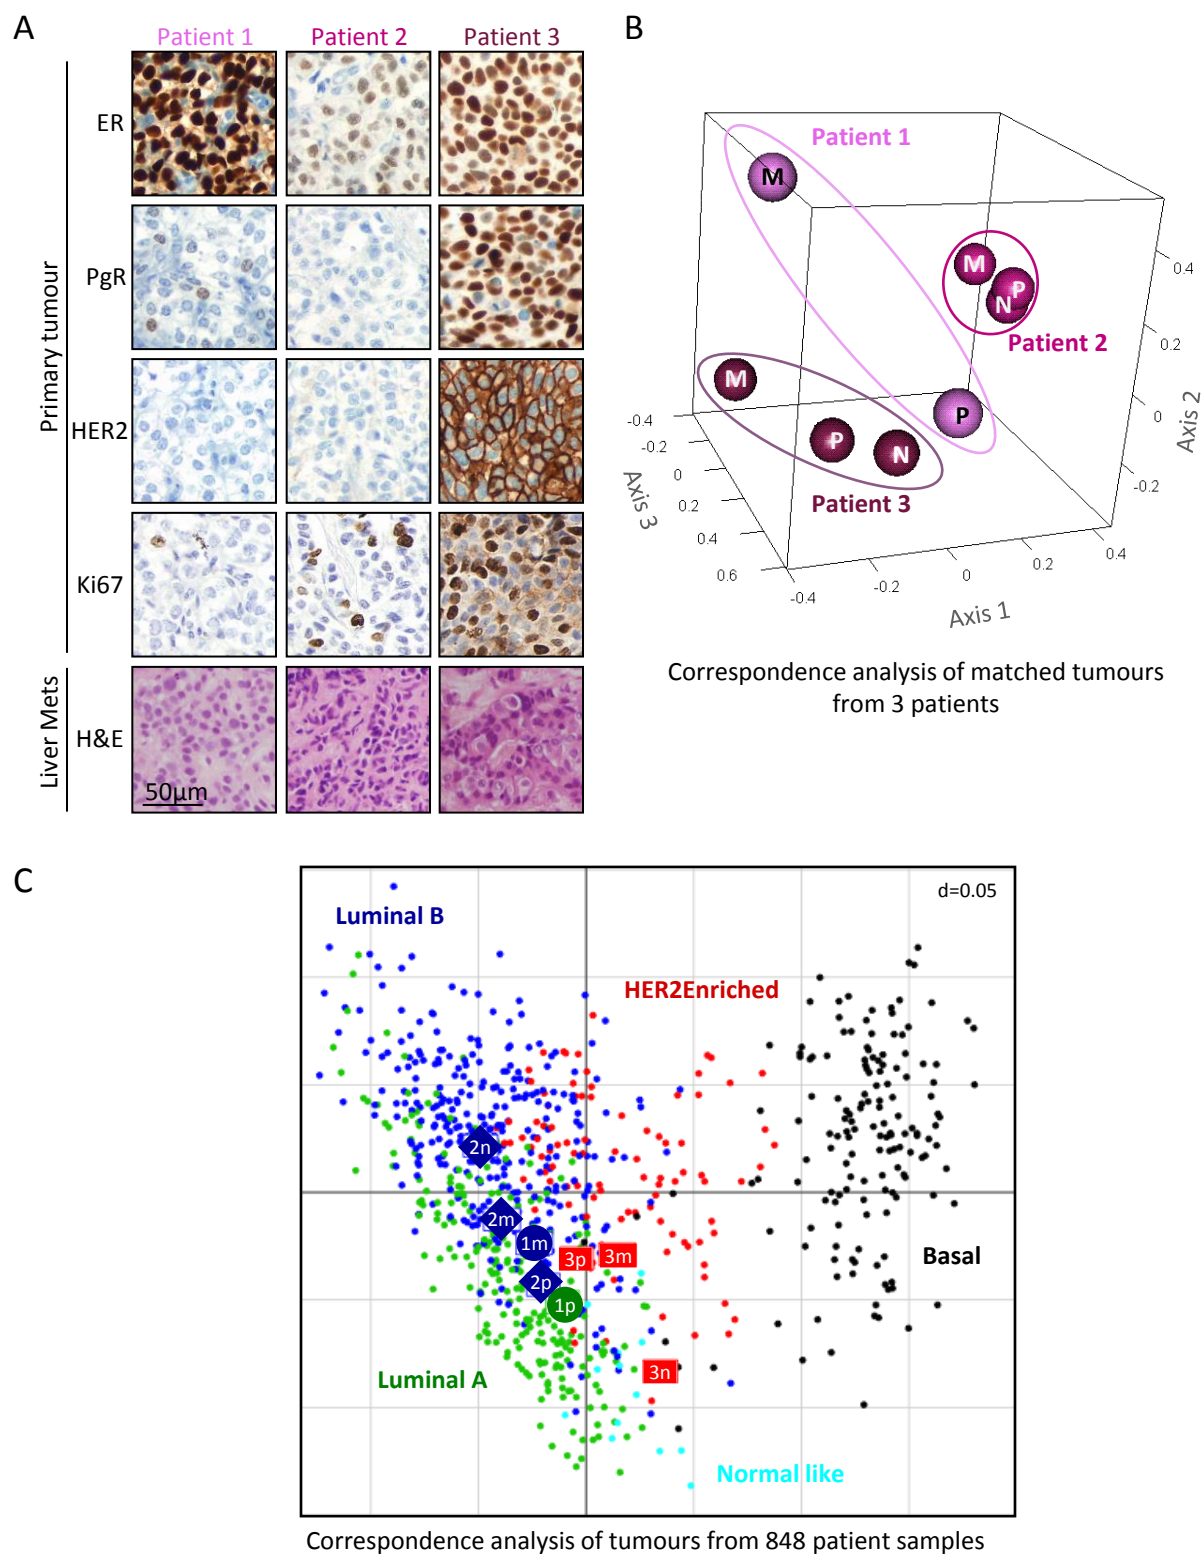 A
Patient 1
Patient 2
Patient 3
Primary tumour
ER
PgR
HER2
Ki67
Liver Mets
H&E
50µm
B
Patient 1
M
M
P
N
Patient 2
M
P
P
N
Patient 3
0.4
0.2
0
-0.2
Axis 2
-0.4
-0.2
0
0.2
0.4
0.6
Axis 3
-0.4
-0.2
0
0.2
0.4
Axis 1
Correspondence analysis of matched tumours
from 3 patients
C
d=0.05
Luminal B
HER2Enriched
2n
2m
1m
3p
3m
2p
1p
Basal
3n
Luminal A
Normal like
Correspondence analysis of tumours from 848 patient samples